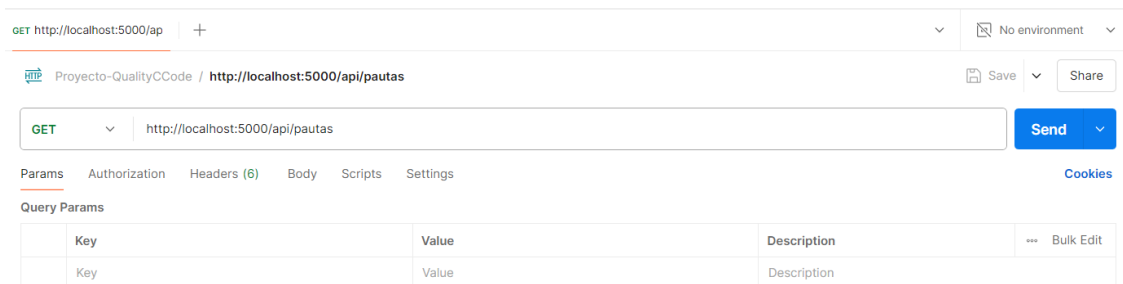 GET http://localhost:5000/ap
No environment
HTTP Proyecto-QualityCCode / http://localhost:5000/api/pautas
Save
Share
GET
http://localhost:5000/api/pautas
Send
Params Authorization Headers (6) Body Scripts Settings
Cookies
Query Params
Key Value Description Bulk Edit
Key Value Description